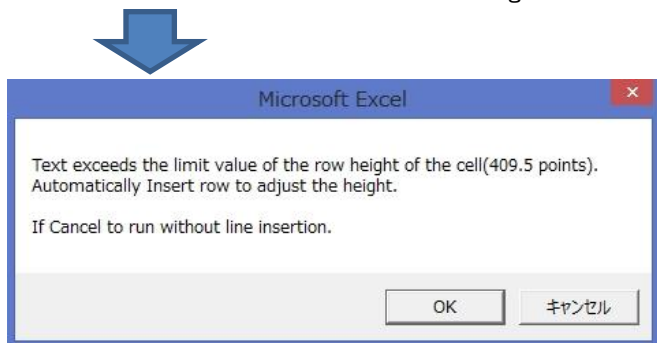 Microsoft Excel
Text exceeds the limit value of the row height of the cell(409.5 points).
Automatically Insert row to adjust the height.
If Cancel to run without line insertion.
OK
キャンセル